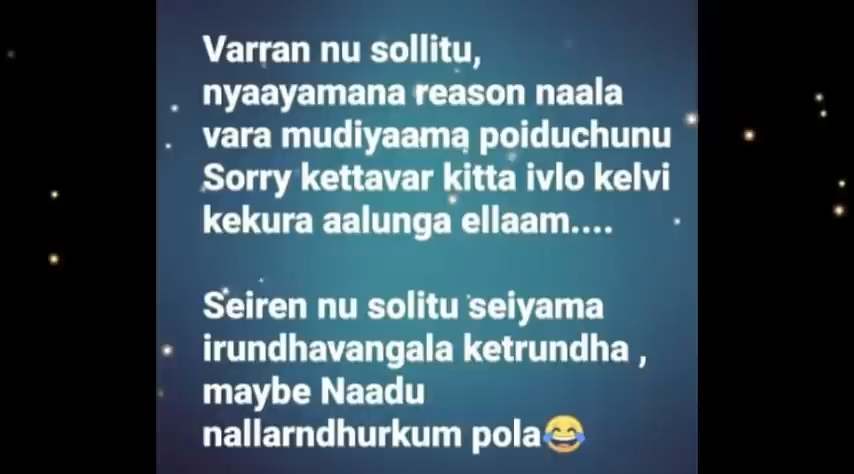 Varran nu sollitu,
nyaayamana reason naala
vara mudiyaama poiduchunu
Sorry kettavar kitta ivlo kelvi
kekura aalunga ellaam....
Seiren nu solitu seiyama
irundhavangala ketrundha ,
maybe Naadu
nallarndhurkum pola😂